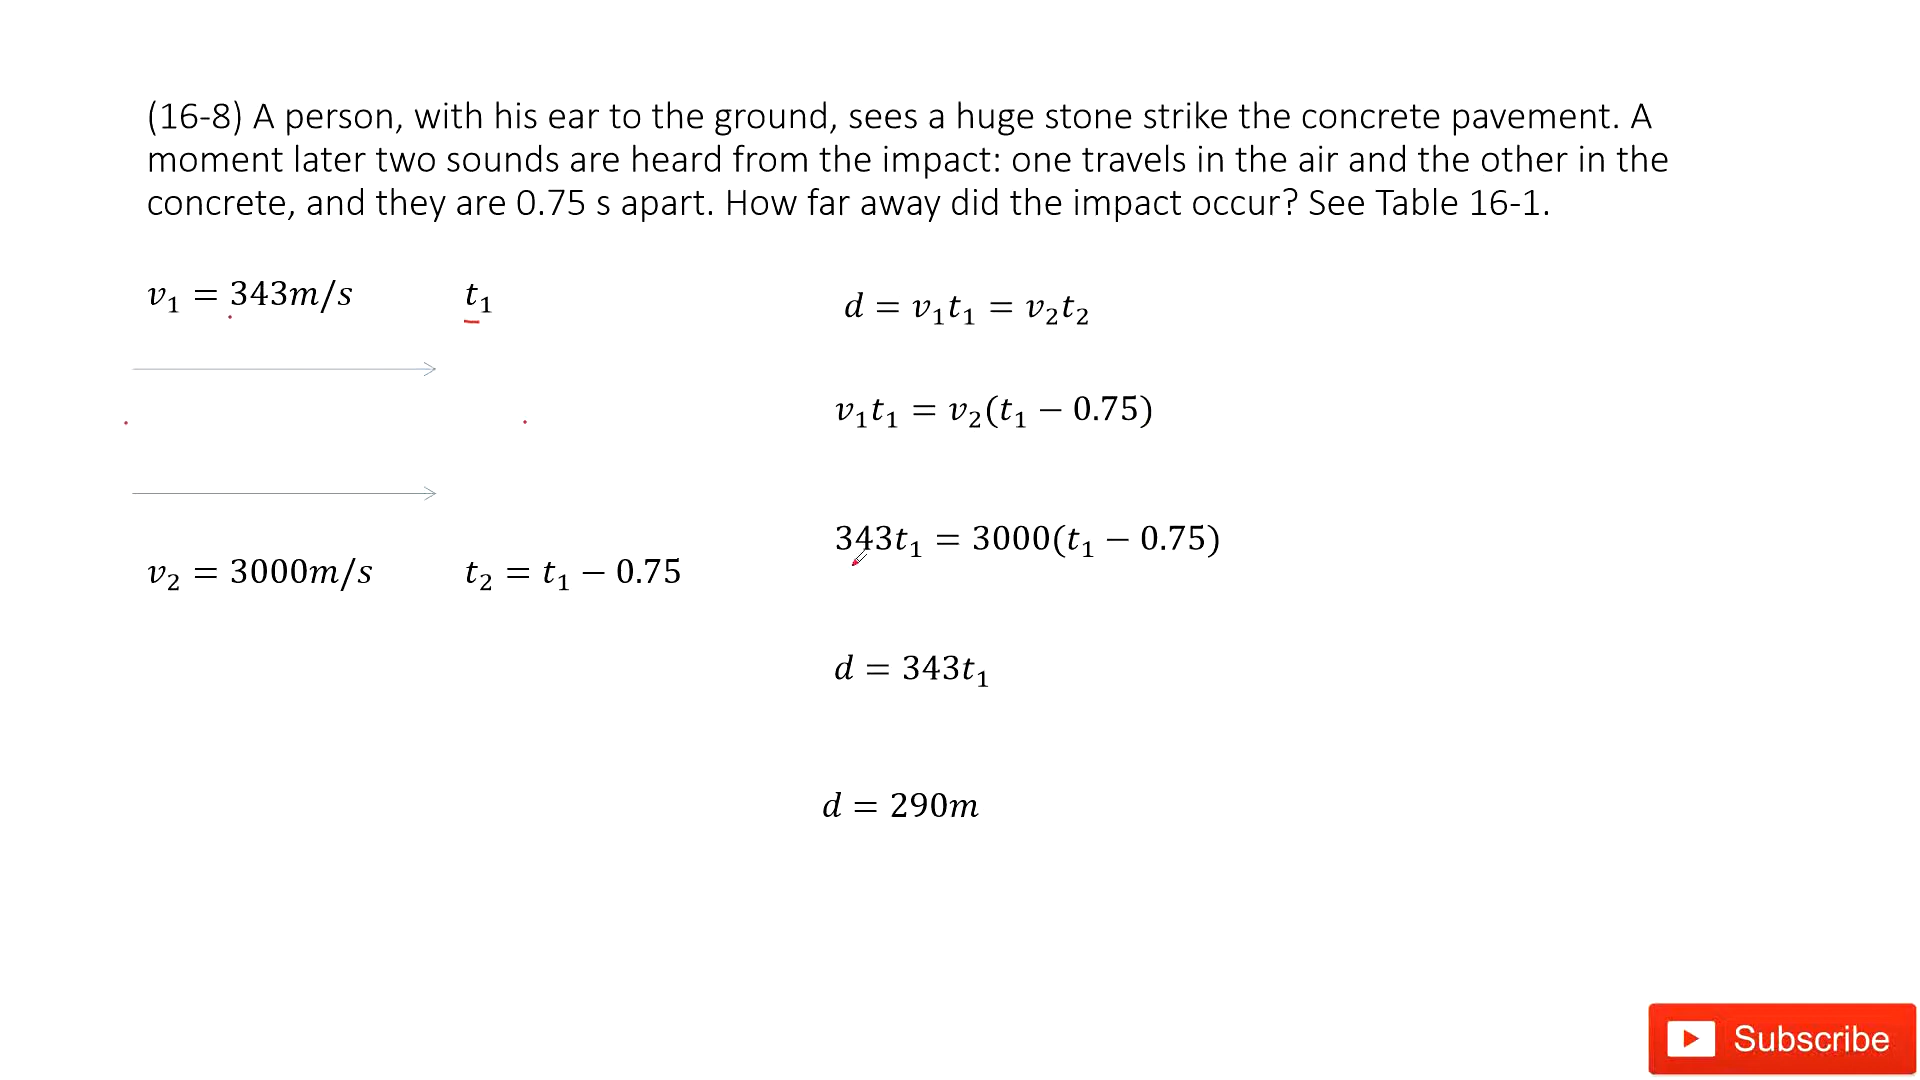 (16-8) A person, with his ear to the ground, sees a huge stone strike the concrete pavement. A
moment later two sounds are heard from the impact: one travels in the air and the other in the
concrete, and they are 0.75 s apart. How far away did the impact occur? See Table 16-1.
v₁ = 343m/s
t₁
v₂ = 3000m/s
t₂ = t₁ − 0.75
d = v₁t₁ = v₂t₂
v₁t₁ = v₂(t₁ − 0.75)
343t₁ = 3000(t₁ − 0.75)
d = 343t₁
d = 290m
Subscribe